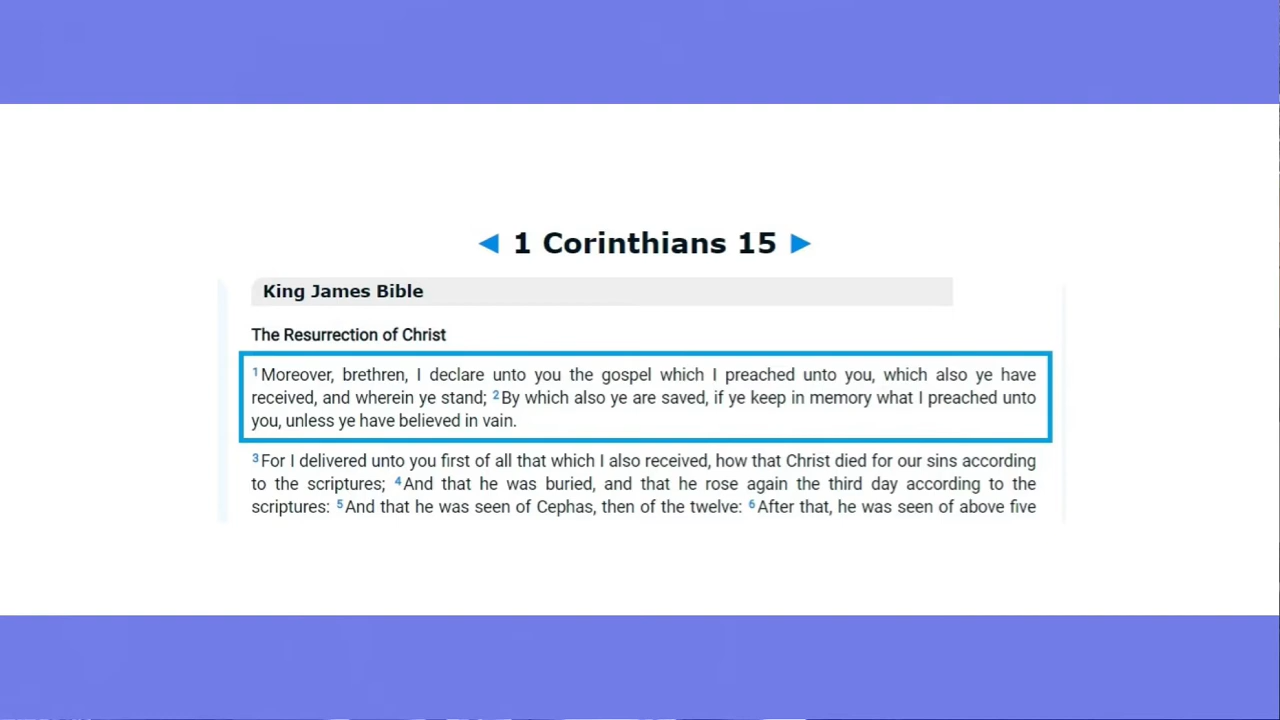 ◄ 1 Corinthians 15 ►
King James Bible
The Resurrection of Christ
1 Moreover, brethren, I declare unto you the gospel which I preached unto you, which also ye have
received, and wherein ye stand; 2 By which also ye are saved, if ye keep in memory what I preached unto
you, unless ye have believed in vain.
3 For I delivered unto you first of all that which I also received, how that Christ died for our sins according
to the scriptures; 4 And that he was buried, and that he rose again the third day according to the
scriptures: 5 And that he was seen of Cephas, then of the twelve: 6 After that, he was seen of above five